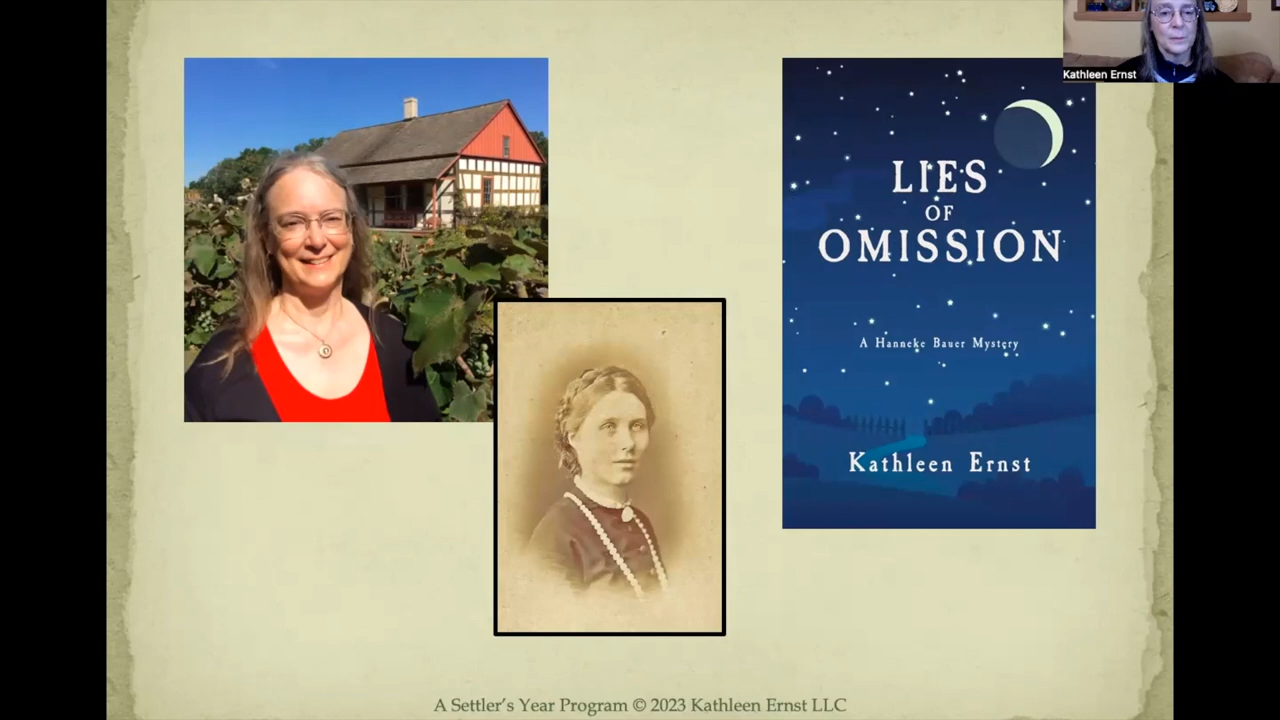 Kathleen Ernst
LIES
OF
OMISSION
A Hanneke Bauer Mystery
Kathleen Ernst
A Settler's Year Program © 2023 Kathleen Ernst LLC